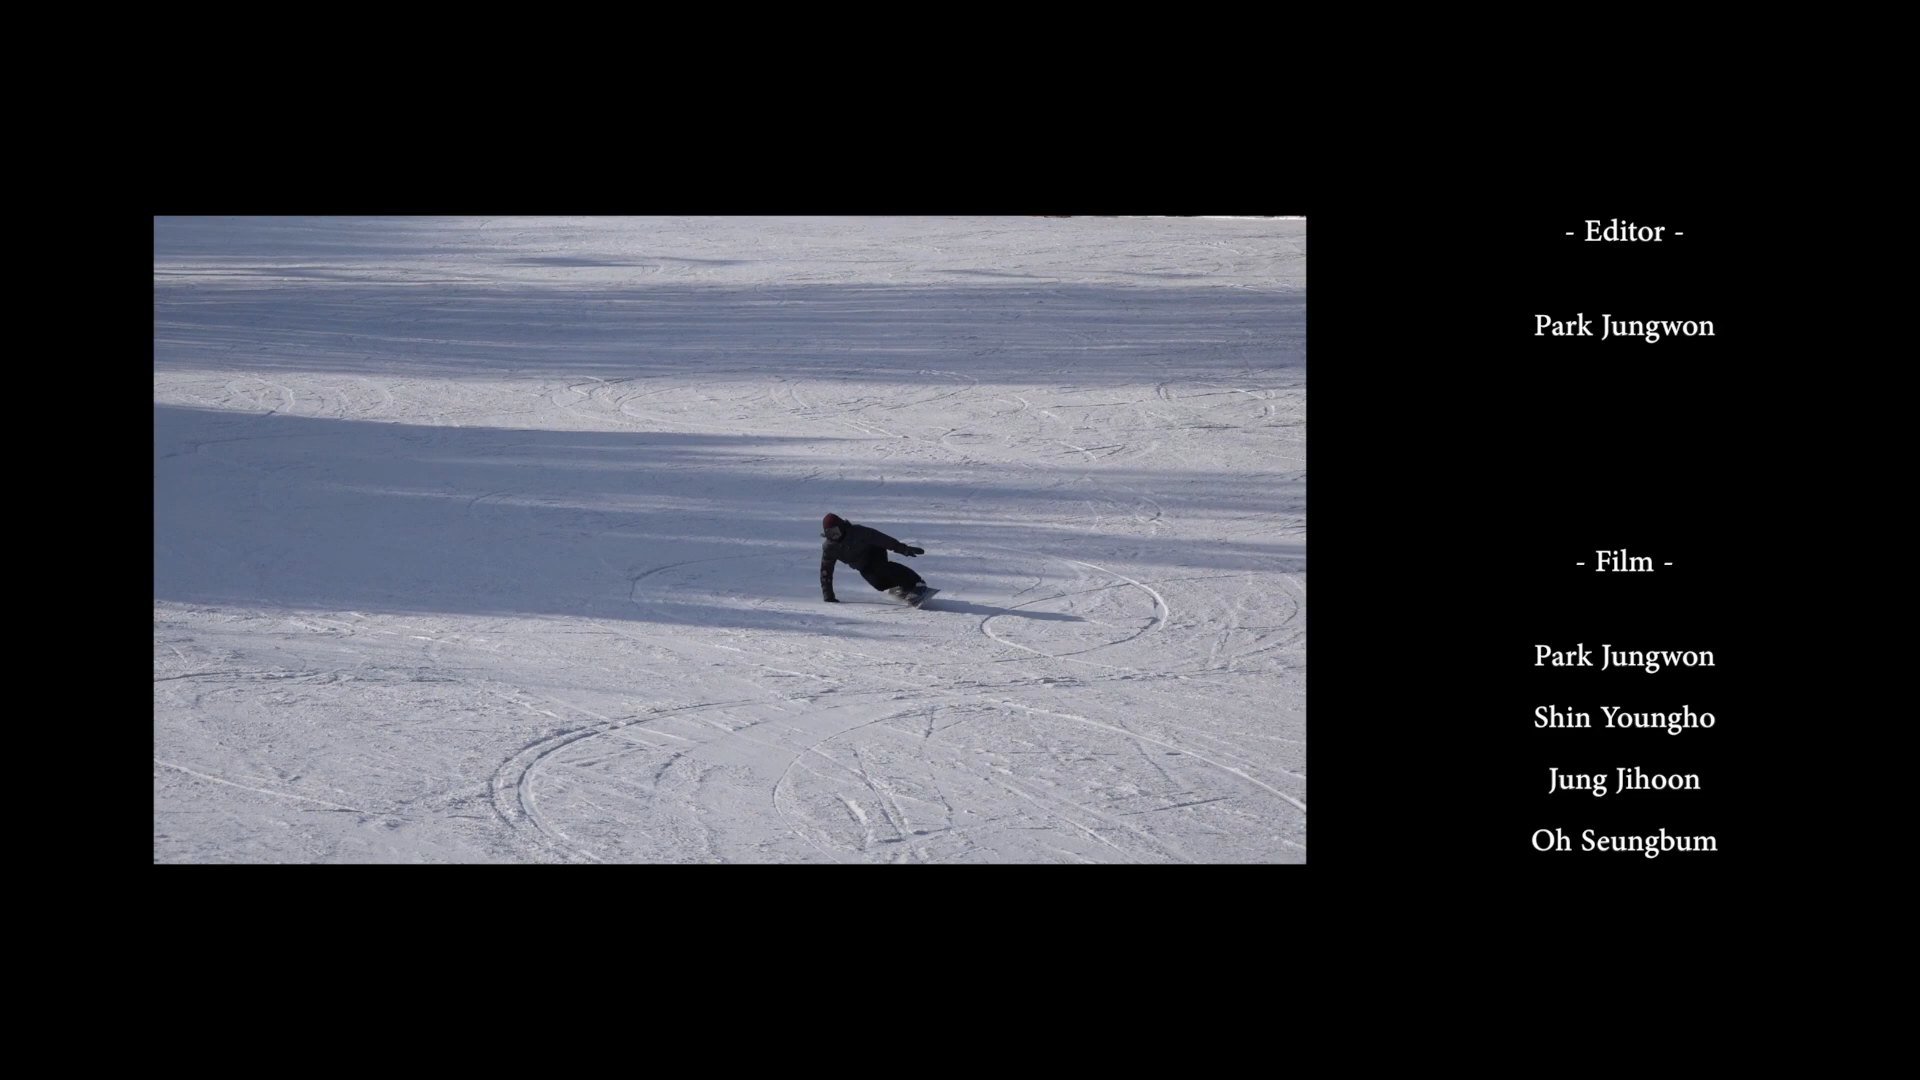 - Editor -
Park Jungwon
- Film -
Park Jungwon
Shin Youngho
Jung Jihoon
Oh Seungbum